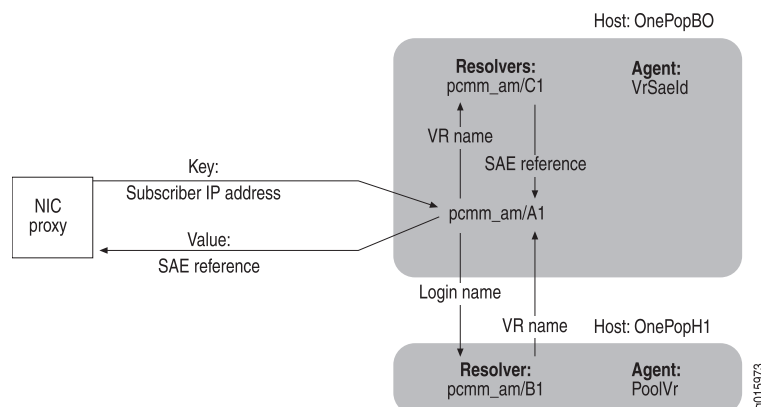 Host: OnePopBO
Resolvers:
pcmm_am/C1
Agent:
VrSaeId
VR name
SAE reference
Key:
Subscriber IP address
NIC
proxy
pcmm_am/A1
Value:
SAE reference
Login name
VR name
Host: OnePopH1
Resolver:
pcmm_am/B1
Agent:
PoolVr
g015973